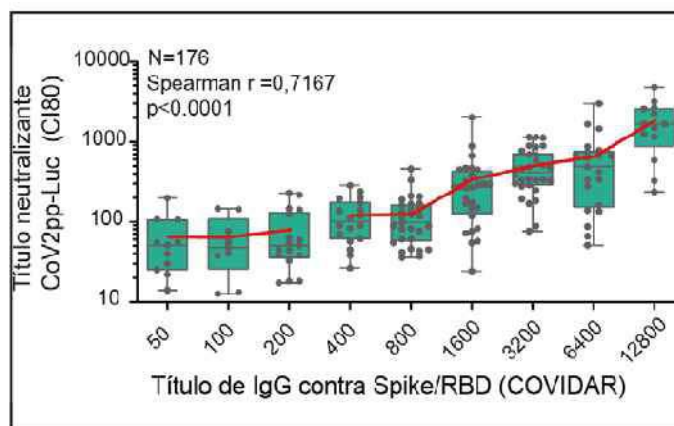 N=176
Spearman r =0,7167
p<0.0001
Título neutralizante
CoV2pp-Luc (CI80)
10000
1000
100
10
50
100
200
400
800
1600
3200
6400
12800
Título de IgG contra Spike/RBD (COVIDAR)